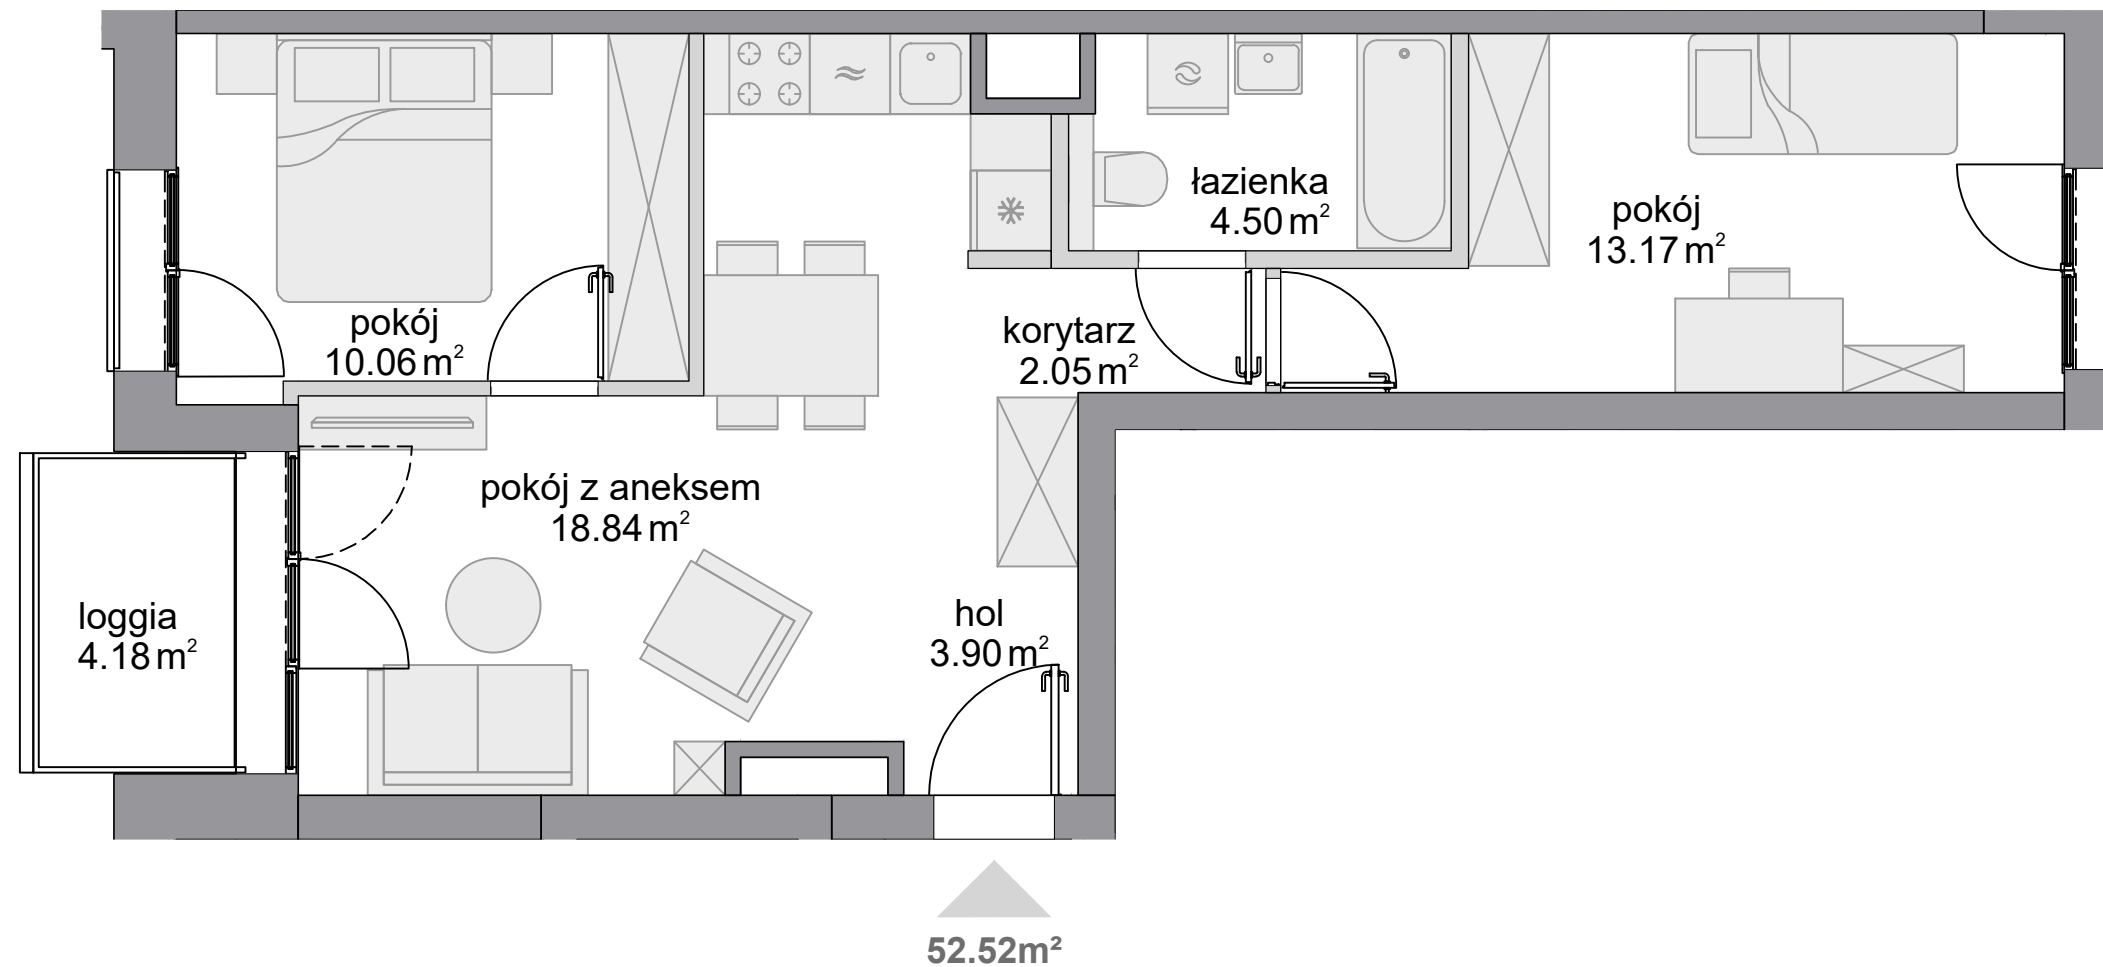 łazienka
4.50 m²
pokój
13.17 m²
pokój
10.06 m²
korytarz
2.05 m²
pokój z aneksem
18.84 m²
loggia
4.18 m²
hol
3.90 m²
52.52m²